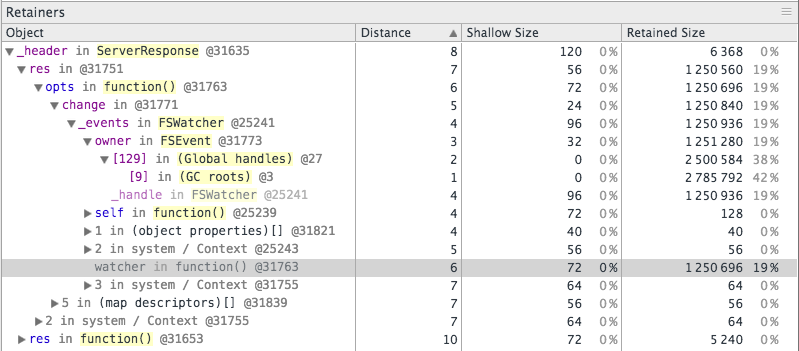 Retainers
Object Distance ▲ Shallow Size Retained Size
▼_header in ServerResponse @31635 8 120 0% 6 368 0%
▼res in @31751 7 56 0% 1 250 560 19%
▼opts in function() @31763 6 72 0% 1 250 696 19%
▼change in @31771 5 24 0% 1 250 840 19%
▼_events in FSWatcher @25241 4 96 0% 1 250 936 19%
▼owner in FSEvent @31773 3 32 0% 1 251 280 19%
▼[129] in (Global handles) @27 2 0 0% 2 500 584 38%
[9] in (GC roots) @3 1 0 0% 2 785 792 42%
_handle in FSWatcher @25241 4 96 0% 1 250 936 19%
▶self in function() @25239 4 72 0% 128 0%
▶1 in (object properties)[] @31821 4 40 0% 40 0%
▶2 in system / Context @25243 5 56 0% 56 0%
watcher in function() @31763 6 72 0% 1 250 696 19%
▶3 in system / Context @31755 7 64 0% 64 0%
▶5 in (map descriptors)[] @31839 7 56 0% 56 0%
▶2 in system / Context @31755 7 64 0% 64 0%
▶res in function() @31653 10 72 0% 5 240 0%